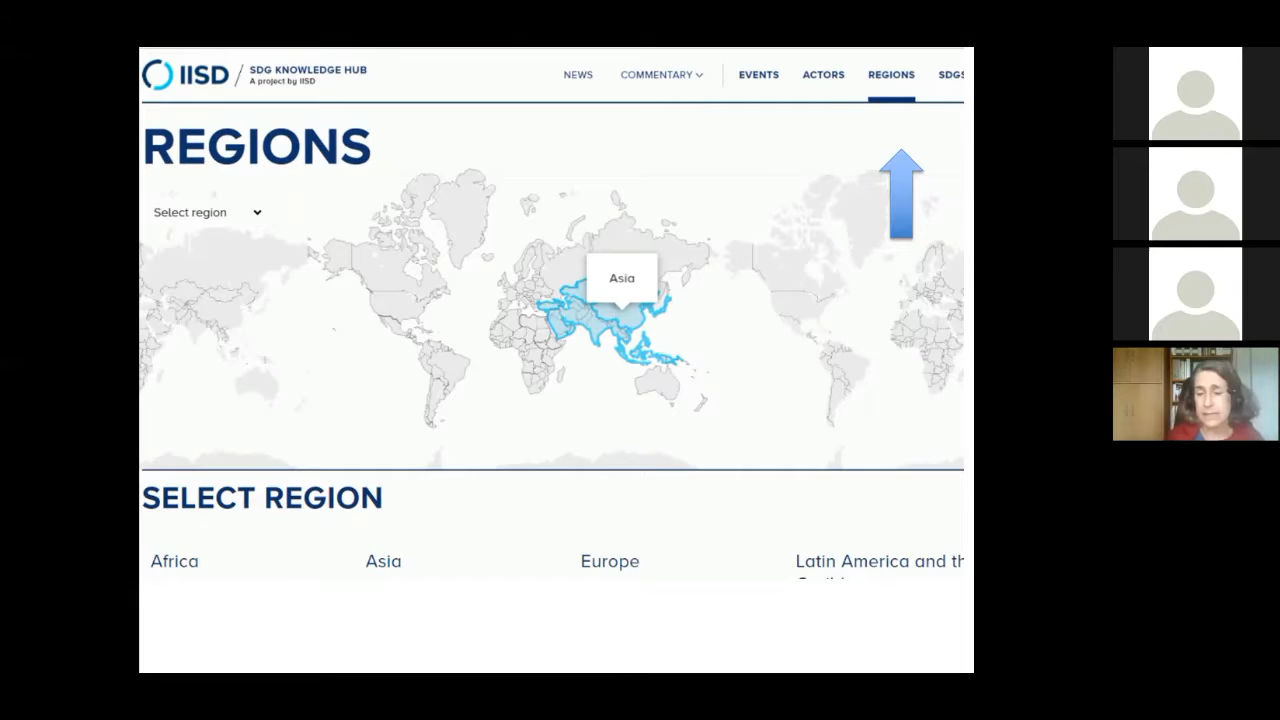 IISD / SDG KNOWLEDGE HUB
A project by IISD
NEWS COMMENTARY EVENTS ACTORS REGIONS SDGS
REGIONS
Select region
Asia
SELECT REGION
Africa Asia Europe Latin America and th